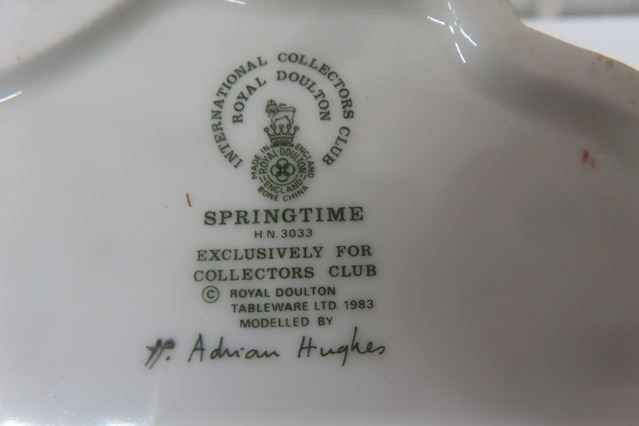 INTERNATIONAL COLLECTORS CLUB
ROYAL DOULTON
MADE IN ENGLAND
ROYAL·DOULTON
ENGLAND
BONE CHINA
SPRINGTIME
H.N. 3033
EXCLUSIVELY FOR
COLLECTORS CLUB
© ROYAL DOULTON
TABLEWARE LTD. 1983
MODELLED BY
Adrian Hughes